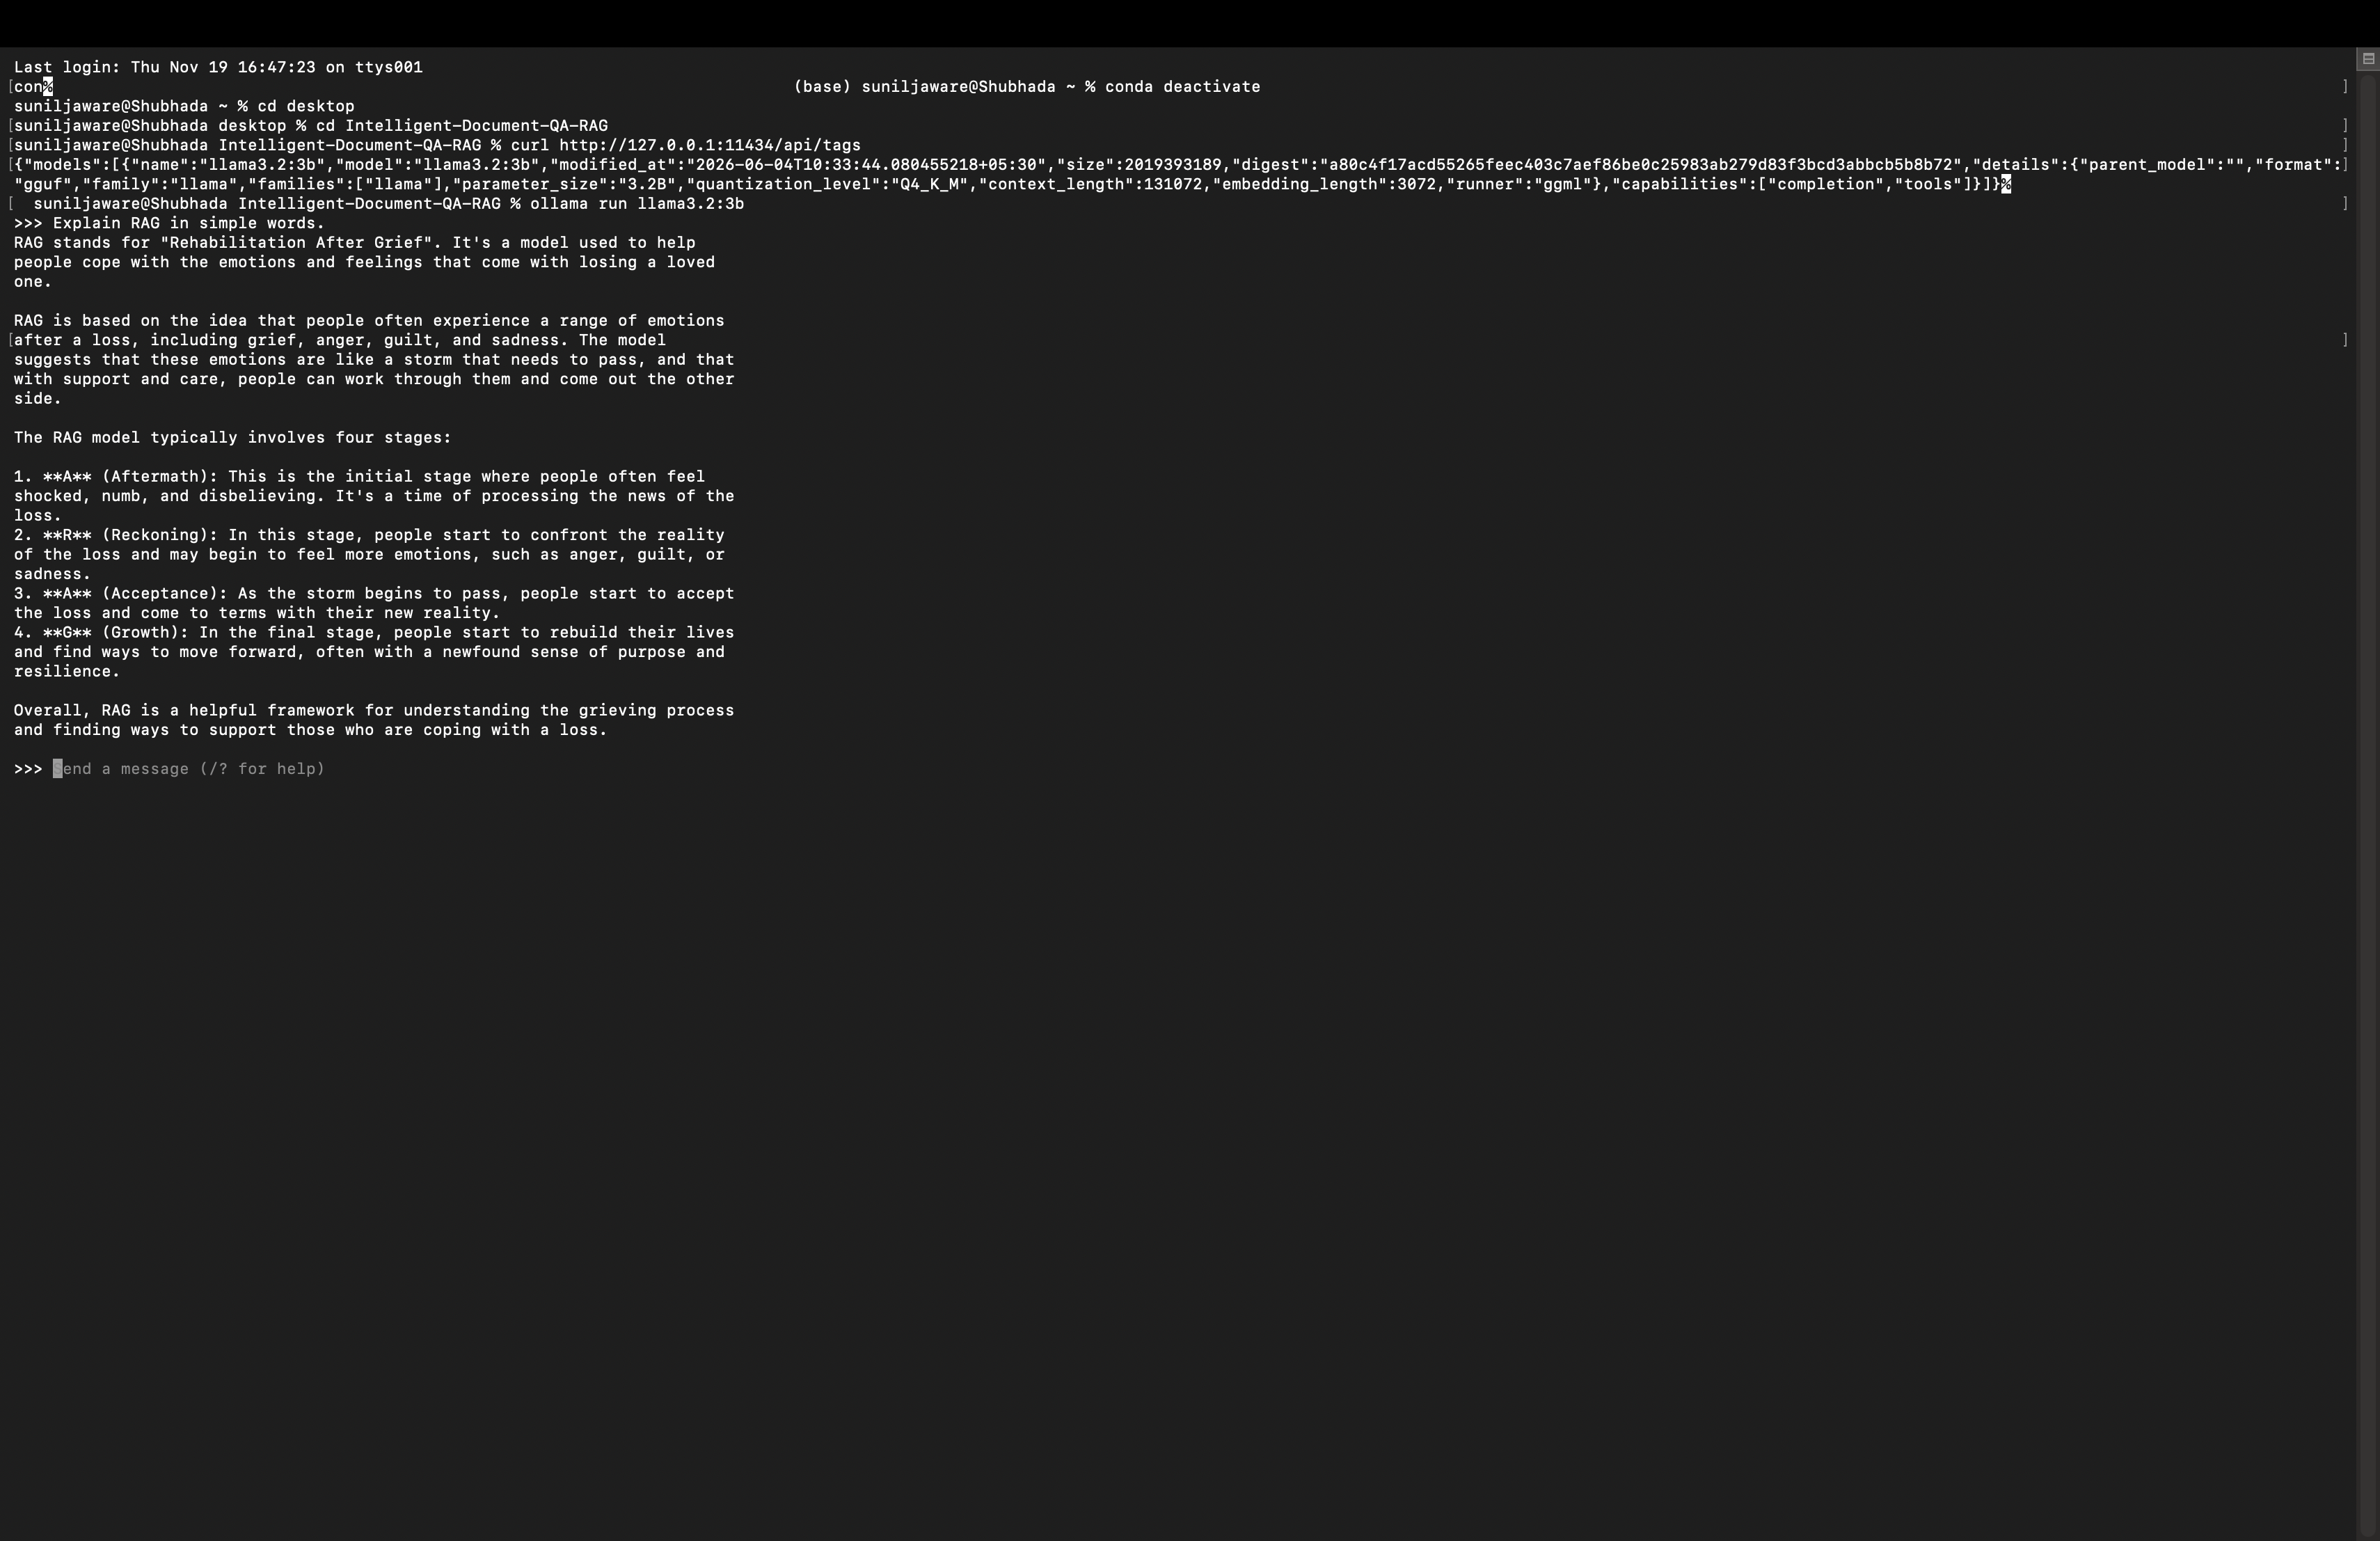 Last login: Thu Nov 19 16:47:23 on ttys001
[con%                    (base) suniljaware@Shubhada ~ % conda deactivate ]
suniljaware@Shubhada ~ % cd desktop
[suniljaware@Shubhada desktop % cd Intelligent-Document-QA-RAG ]
[suniljaware@Shubhada Intelligent-Document-QA-RAG % curl http://127.0.0.1:11434/api/tags ]
[{"models":[{"name":"llama3.2:3b","model":"llama3.2:3b","modified_at":"2026-06-04T10:33:44.080455218+05:30","size":2019393189,"digest":"a80c4f17acd55265feec403c7aef86be0c25983ab279d83f3bcd3abbcb5b8b72","details":{"parent_model":"","format":]
"gguf","family":"llama","families":["llama"],"parameter_size":"3.2B","quantization_level":"Q4_K_M","context_length":131072,"embedding_length":3072,"runner":"ggml"},"capabilities":["completion","tools"]}]}%
[  suniljaware@Shubhada Intelligent-Document-QA-RAG % ollama run llama3.2:3b ]
>>> Explain RAG in simple words.
RAG stands for "Rehabilitation After Grief". It's a model used to help
people cope with the emotions and feelings that come with losing a loved
one.

RAG is based on the idea that people often experience a range of emotions
[after a loss, including grief, anger, guilt, and sadness. The model ]
suggests that these emotions are like a storm that needs to pass, and that
with support and care, people can work through them and come out the other
side.

The RAG model typically involves four stages:

1. **A** (Aftermath): This is the initial stage where people often feel
shocked, numb, and disbelieving. It's a time of processing the news of the
loss.
2. **R** (Reckoning): In this stage, people start to confront the reality
of the loss and may begin to feel more emotions, such as anger, guilt, or
sadness.
3. **A** (Acceptance): As the storm begins to pass, people start to accept
the loss and come to terms with their new reality.
4. **G** (Growth): In the final stage, people start to rebuild their lives
and find ways to move forward, often with a newfound sense of purpose and
resilience.

Overall, RAG is a helpful framework for understanding the grieving process
and finding ways to support those who are coping with a loss.

>>> Send a message (/? for help)